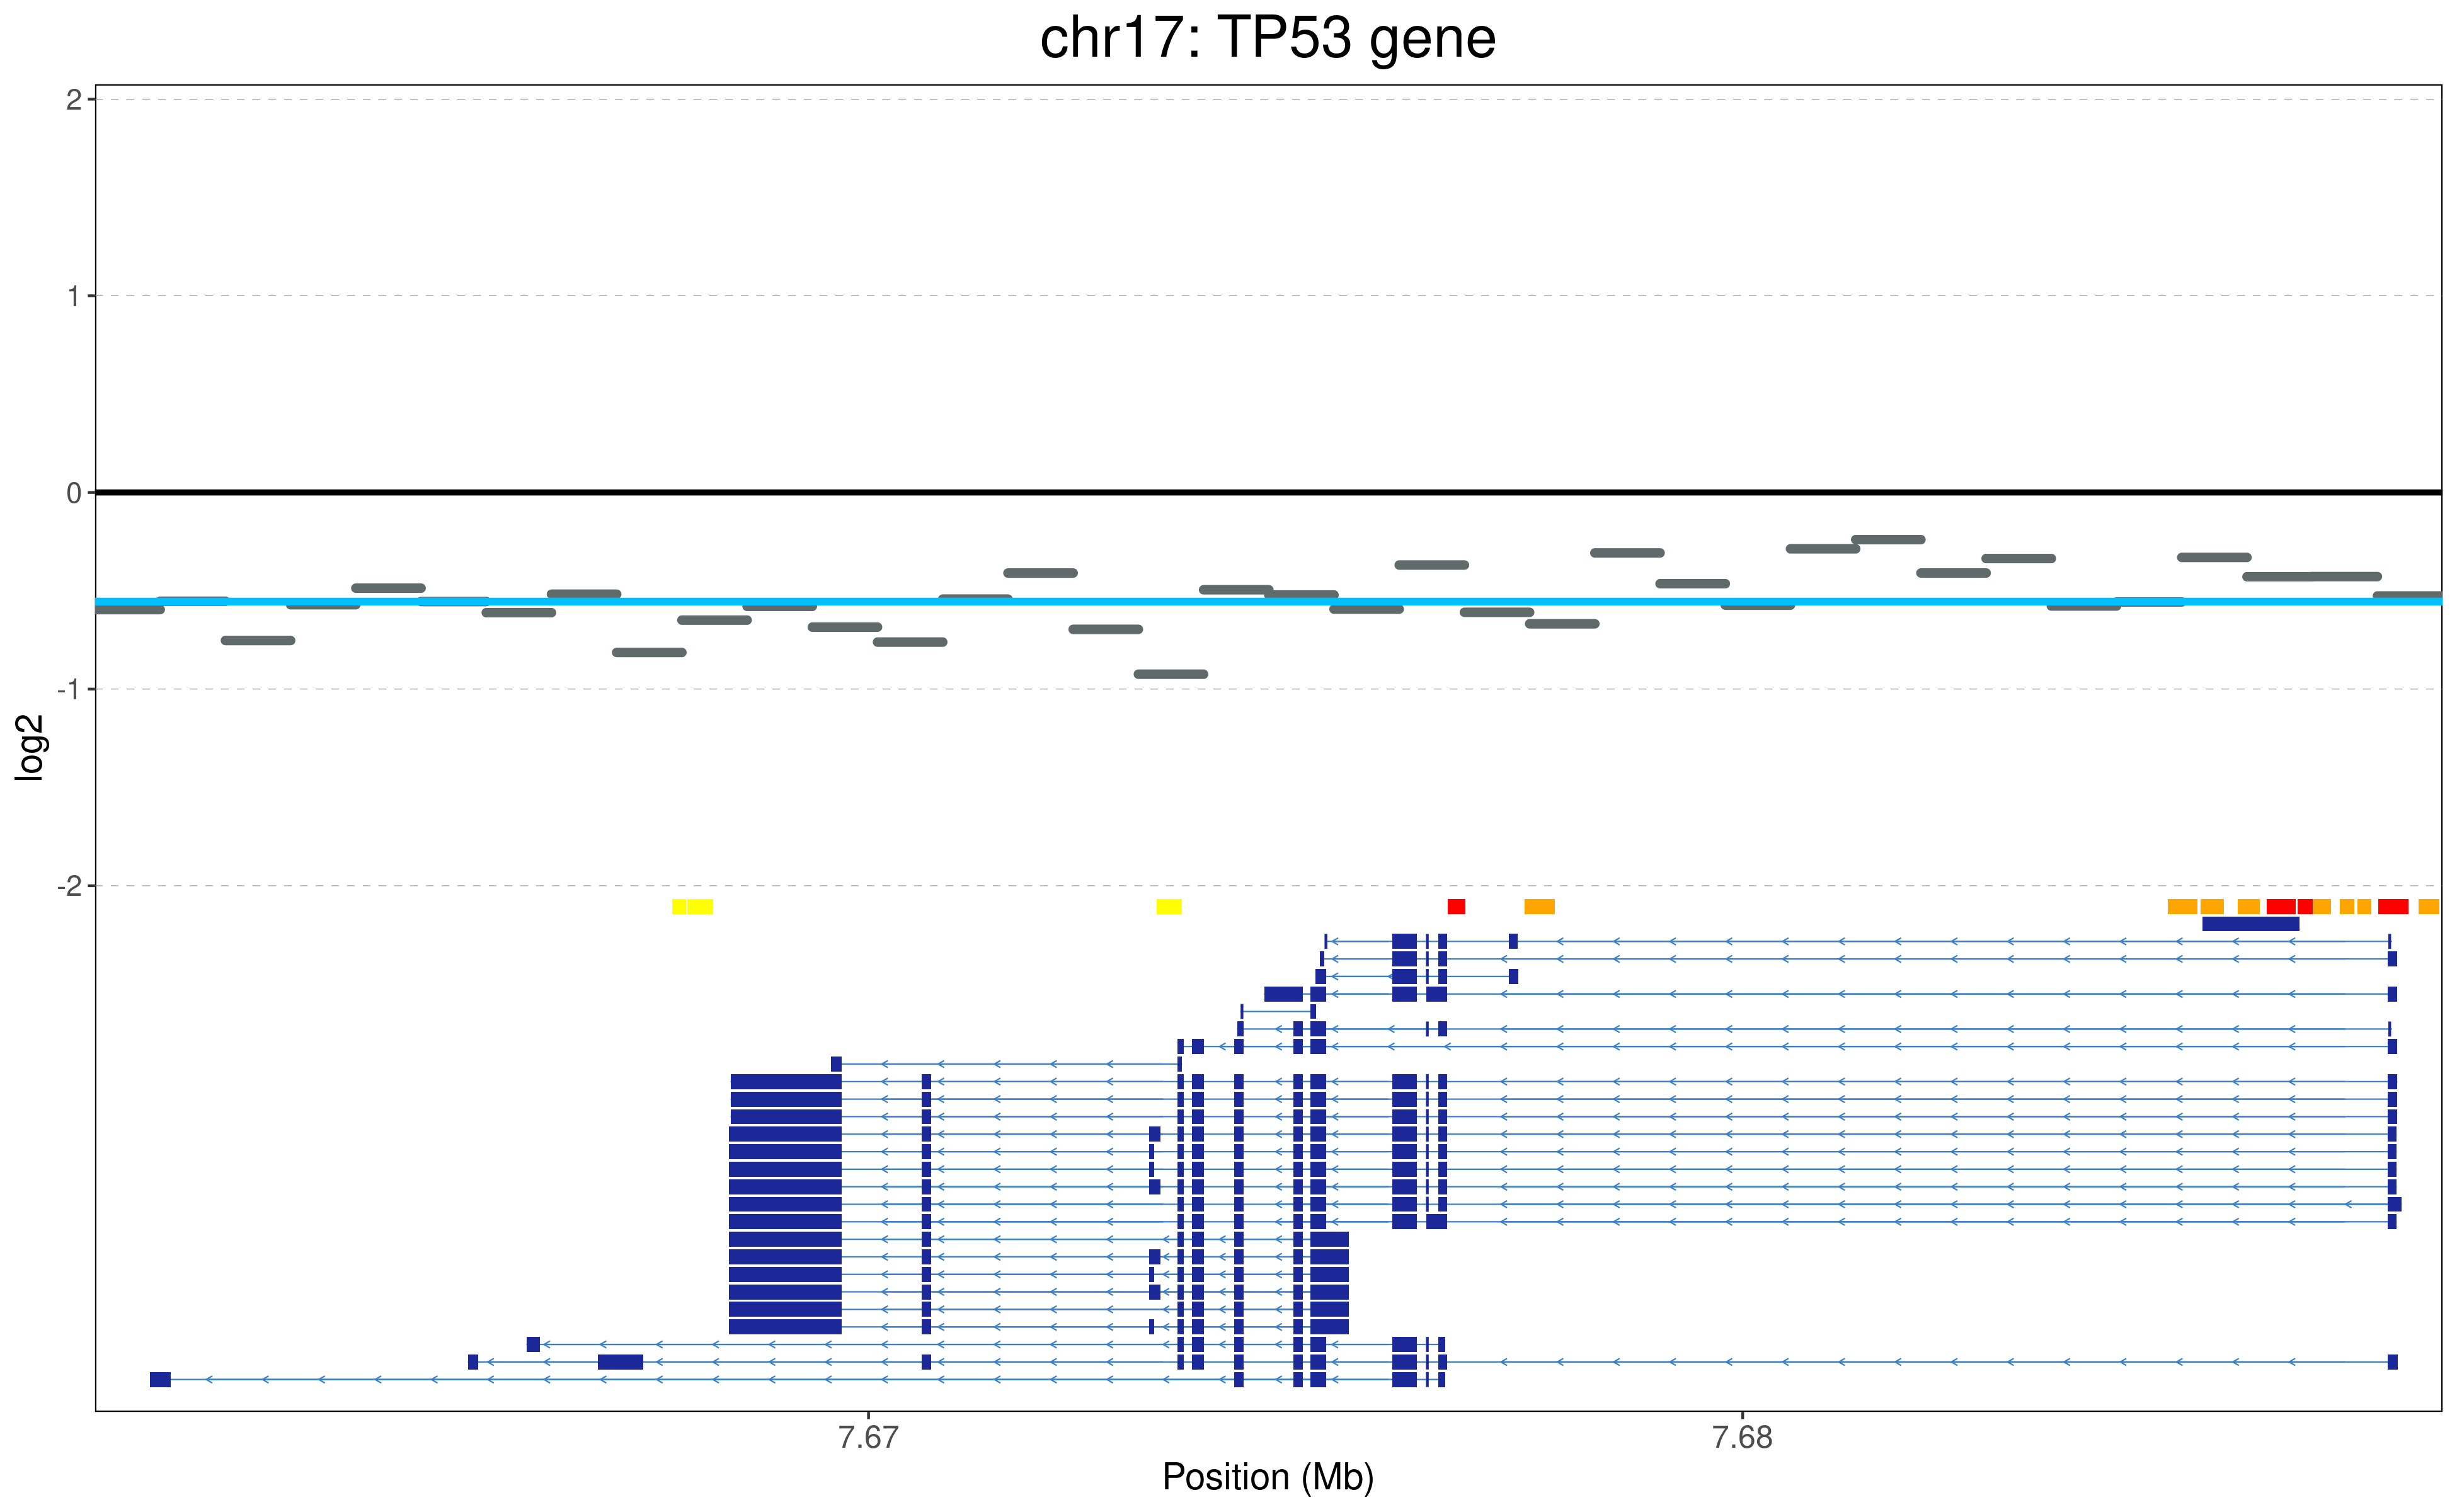 chr17: TP53 gene
2
1
0
-1
-2
log2
7.67
7.68
Position (Mb)